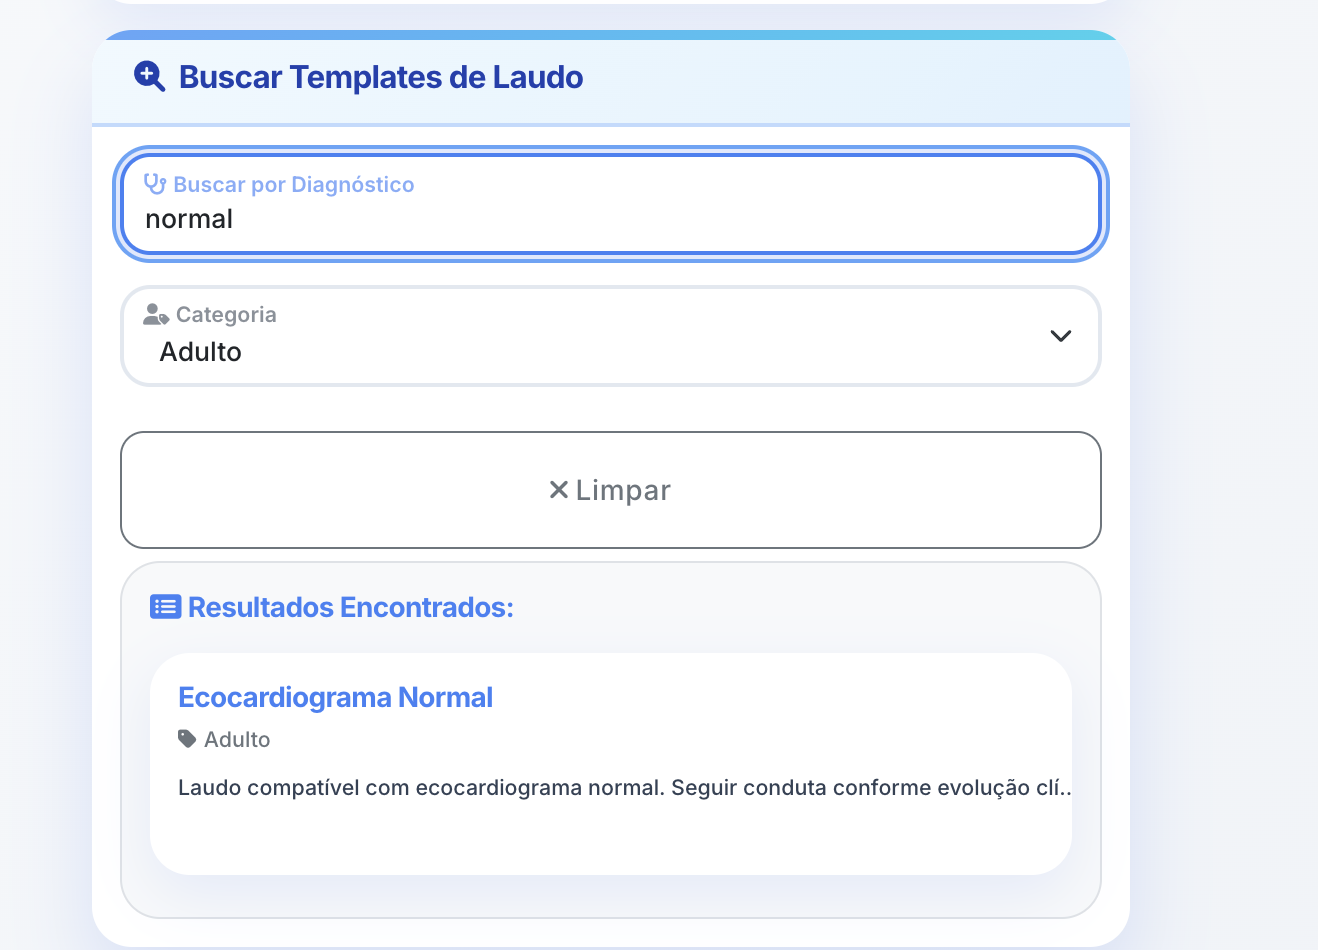 Buscar Templates de Laudo
Buscar por Diagnóstico
normal
Categoria
Adulto
Limpar
Resultados Encontrados:
Ecocardiograma Normal
Adulto
Laudo compatível com ecocardiograma normal. Seguir conduta conforme evolução clí..